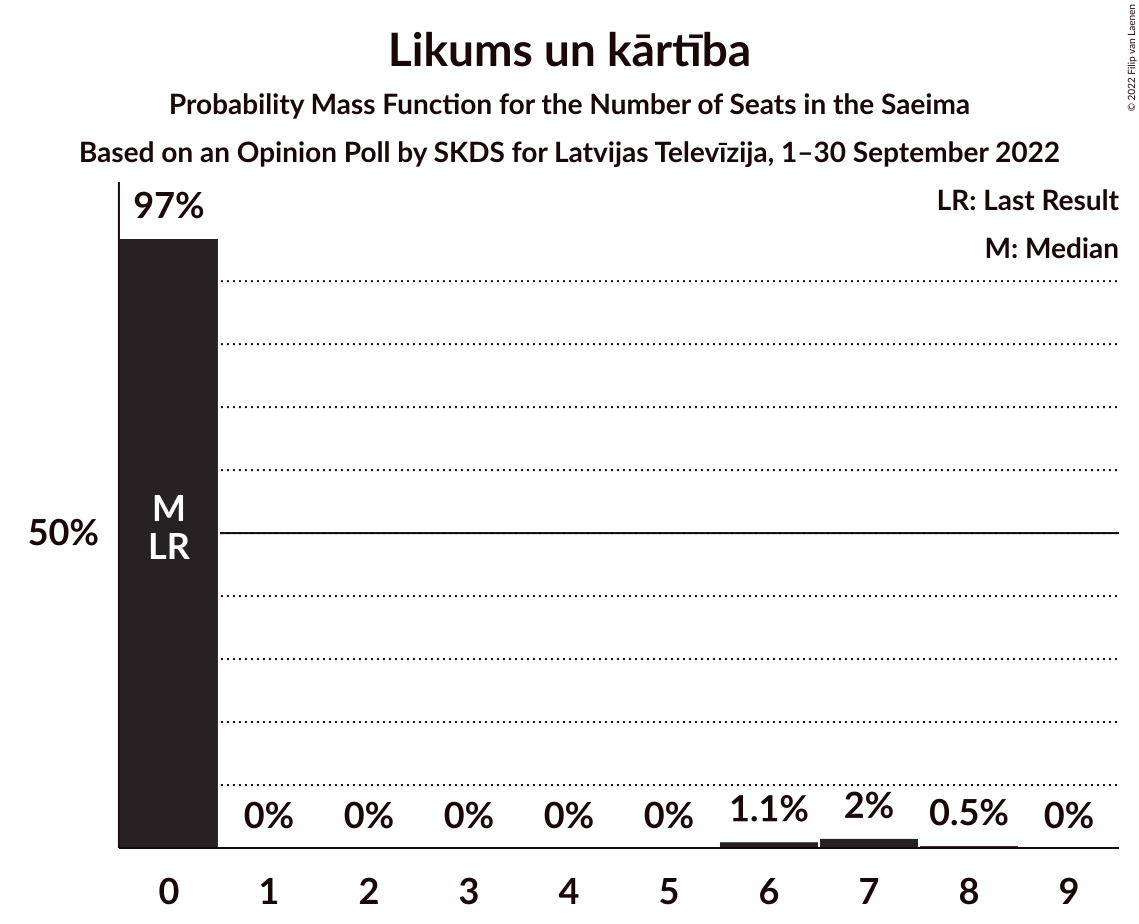 Likums un kārtība
Probability Mass Function for the Number of Seats in the Saeima
Based on an Opinion Poll by SKDS for Latvijas Televīzija, 1–30 September 2022
© 2022 Filip van Laenen
LR: Last Result
M: Median
97%
M
LR
50%
0% 0% 0% 0% 0% 1.1% 2% 0.5% 0%
0 1 2 3 4 5 6 7 8 9